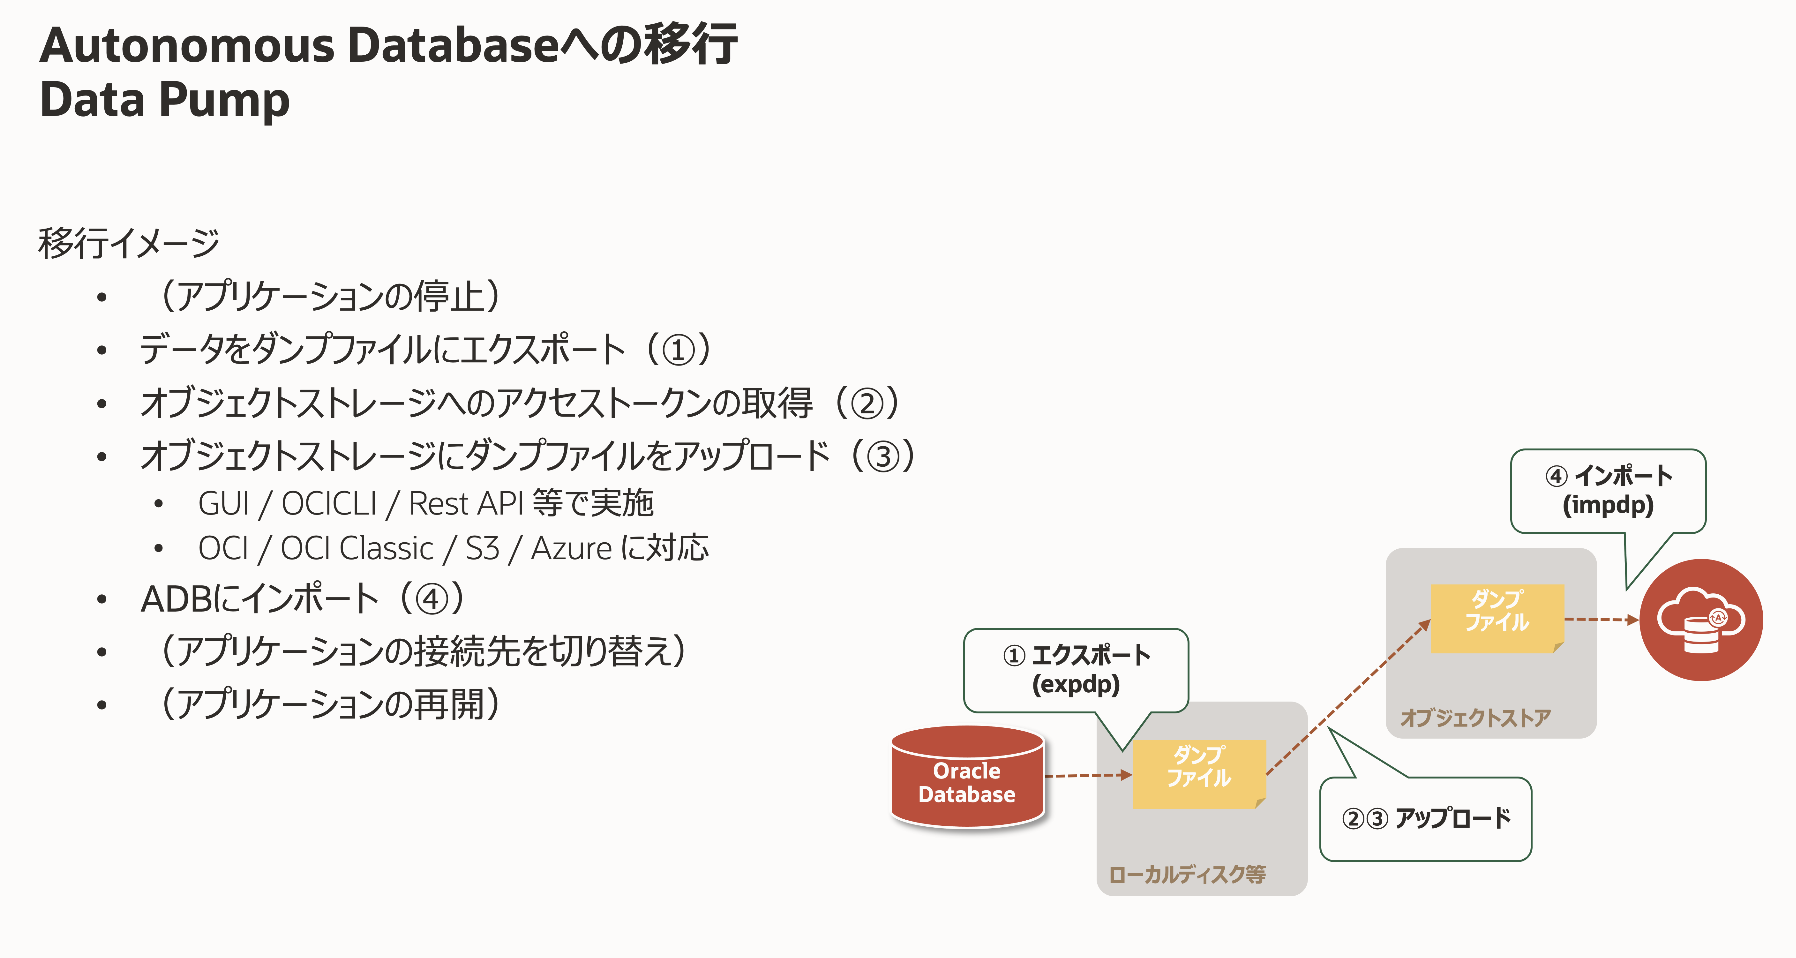 Autonomous Databaseへの移行
Data Pump
移行イメージ
• （アプリケーションの停止）
• データをダンプファイルにエクスポート（①）
• オブジェクトストレージへのアクセストークンの取得（②）
• オブジェクトストレージにダンプファイルをアップロード（③）
• GUI / OCICLI / Rest API 等で実施
• OCI / OCI Classic / S3 / Azure に対応
• ADBにインポート（④）
• （アプリケーションの接続先を切り替え）
• （アプリケーションの再開）
④ インポート
(impdp)
ダンプ
ファイル
A
オブジェクトストア
① エクスポート
(expdp)
Oracle
Database
ダンプ
ファイル
ローカルディスク等
②③ アップロード